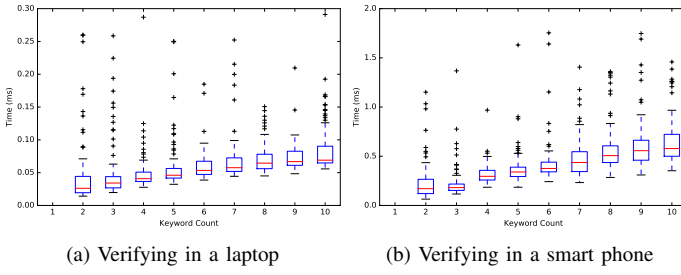 0.30
0.25
0.20
0.15
0.10
0.05
0.00
Time (ms)
1 2 3 4 5 6 7 8 9 10
Keyword Count
(a) Verifying in a laptop
2.0
1.5
1.0
0.5
0.0
Time (ms)
1 2 3 4 5 6 7 8 9 10
Keyword Count
(b) Verifying in a smart phone